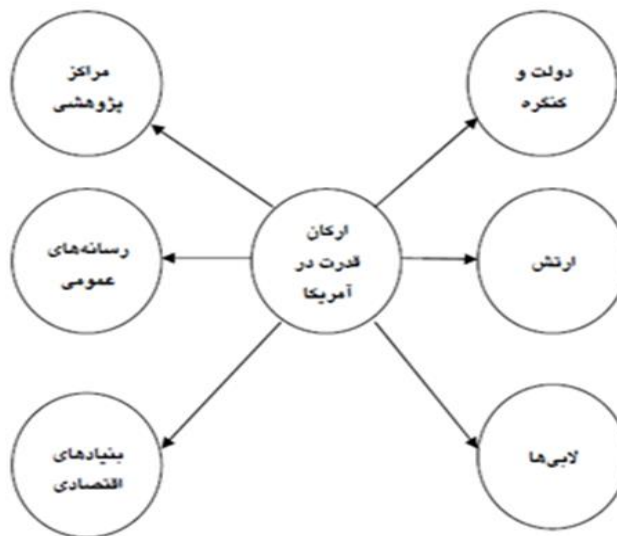 دولت و
کنگره
مراکز
پژوهشی
ارکان
قدرت در
آمریکا
ارتش
رسانه‌های
عمومی
لابی‌ها
بنیادهای
اقتصادی